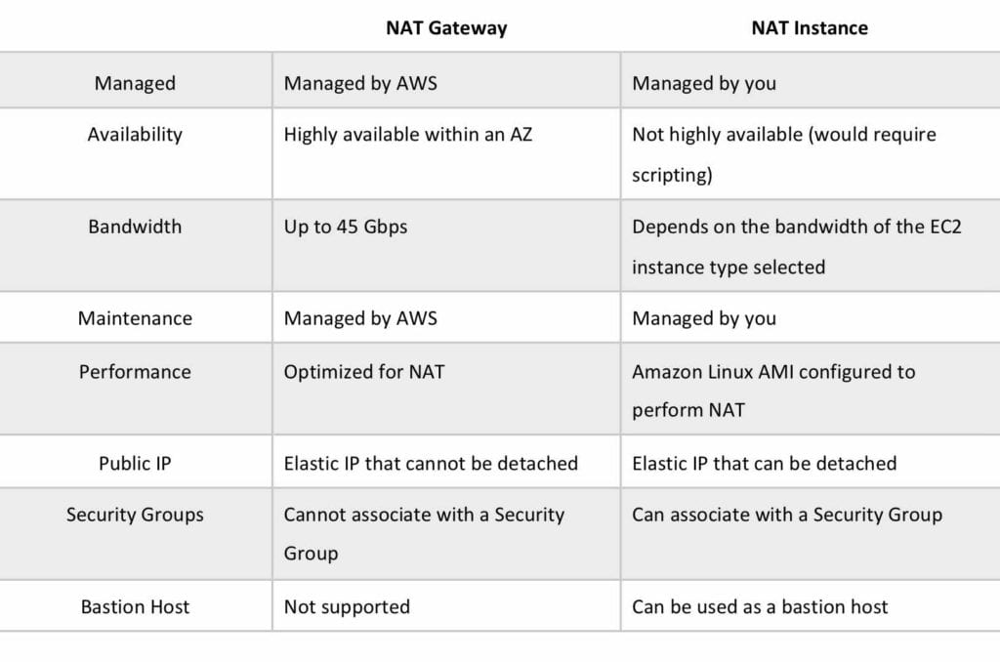 NAT Gateway NAT Instance
Managed Managed by AWS Managed by you
Availability Highly available within an AZ Not highly available (would require
scripting)
Bandwidth Up to 45 Gbps Depends on the bandwidth of the EC2
instance type selected
Maintenance Managed by AWS Managed by you
Performance Optimized for NAT Amazon Linux AMI configured to
perform NAT
Public IP Elastic IP that cannot be detached Elastic IP that can be detached
Security Groups Cannot associate with a Security Can associate with a Security Group
Group
Bastion Host Not supported Can be used as a bastion host